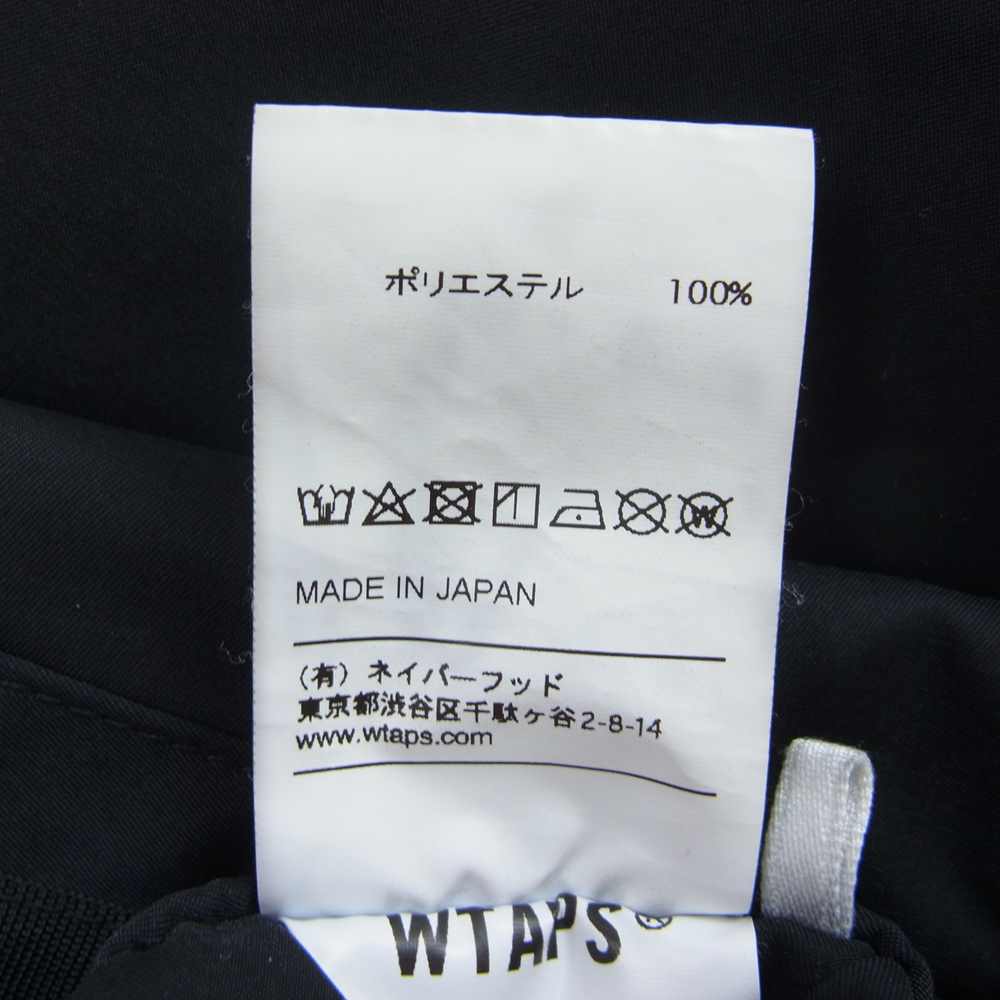 ポリエステル 100%
MADE IN JAPAN
(有) ネイバーフッド
東京都渋谷区千駄ヶ谷2-8-14
www.wtaps.com
WTAPS®